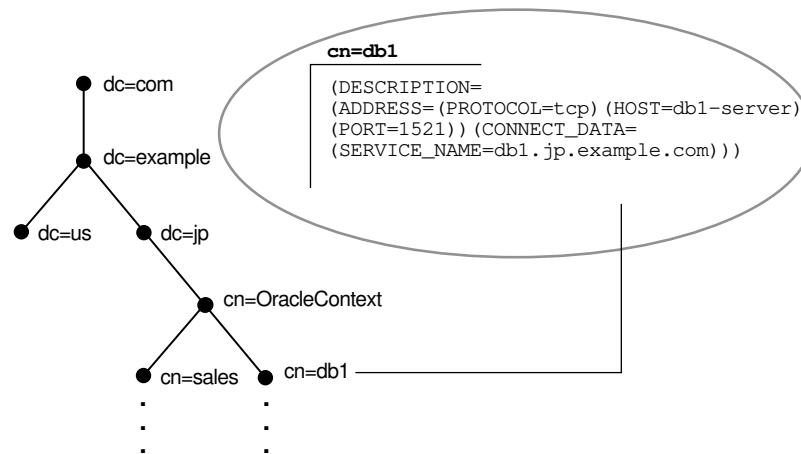 cn=db1
(DESCRIPTION=
(ADDRESS=(PROTOCOL=tcp)(HOST=db1-server)
(PORT=1521))(CONNECT_DATA=
(SERVICE_NAME=db1.jp.example.com)))
dc=com
dc=example
dc=us
dc=jp
cn=OracleContext
cn=sales
cn=db1